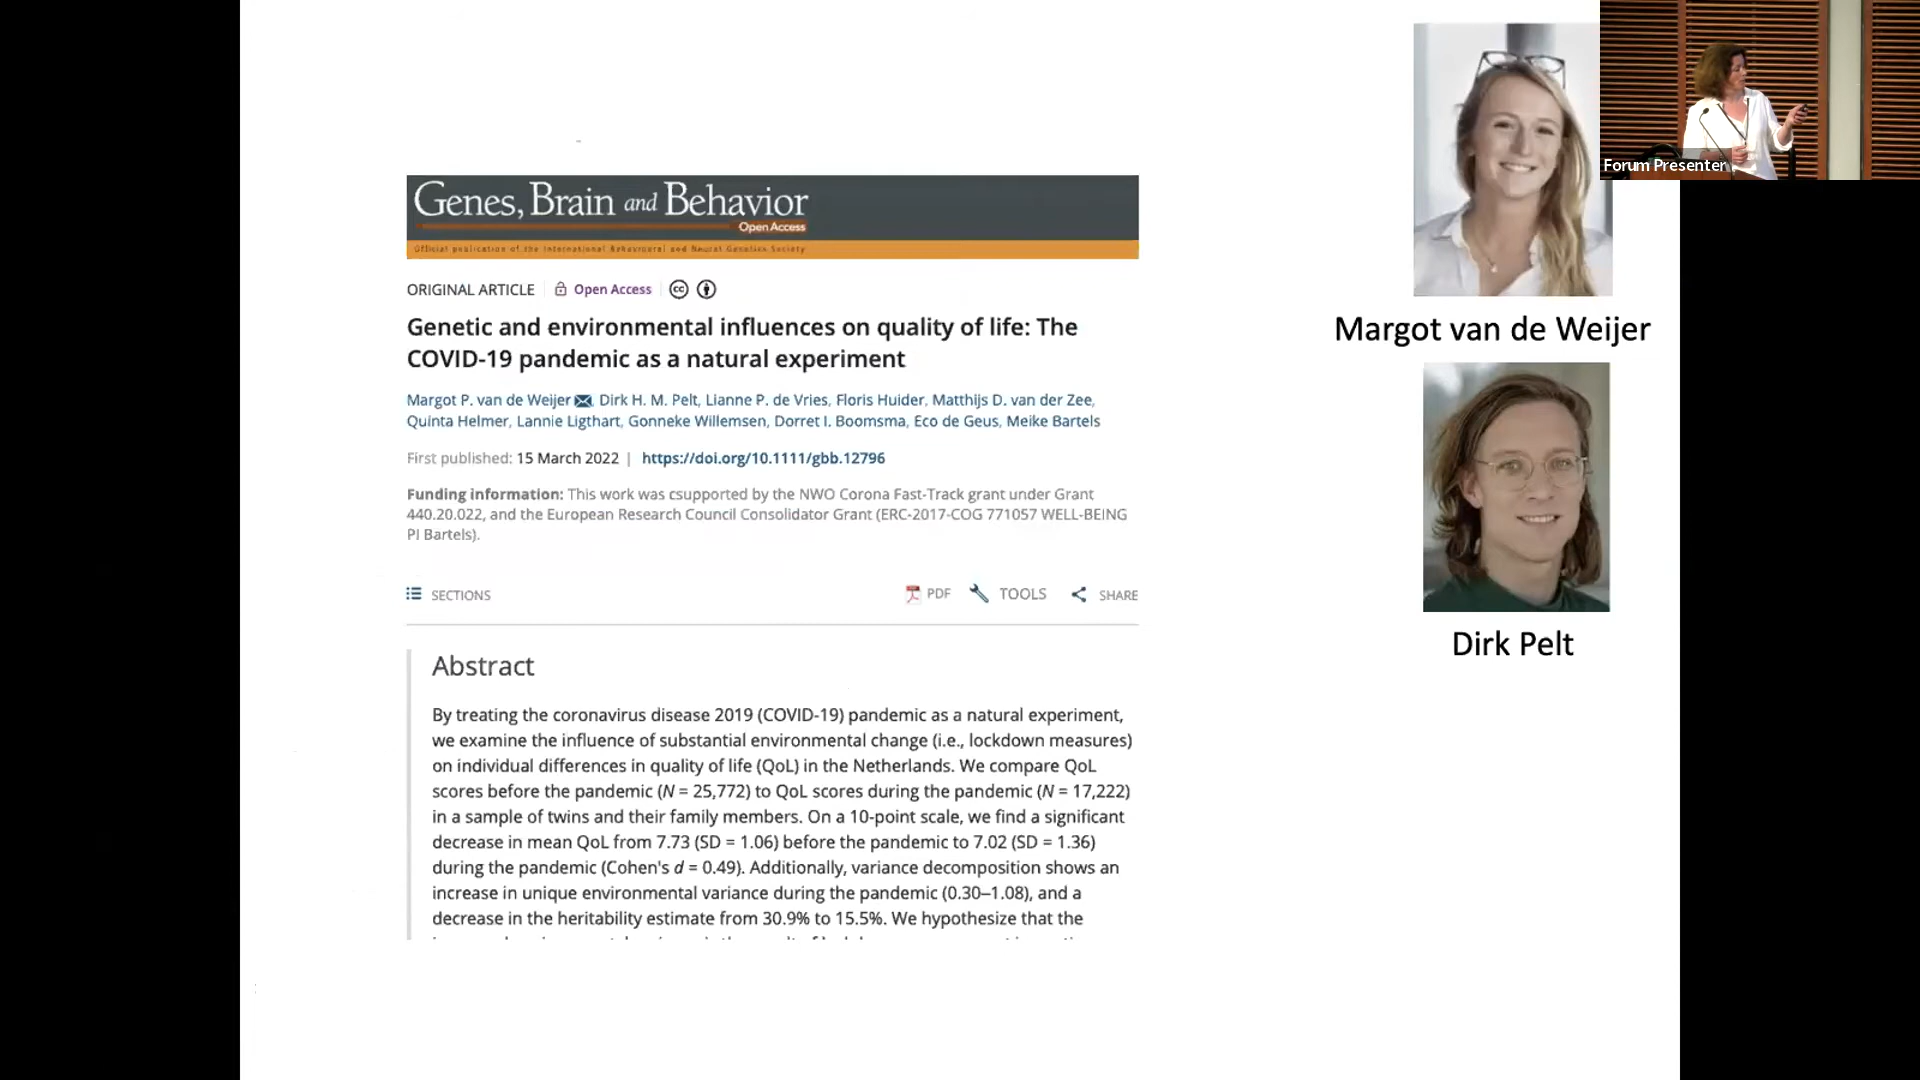 Genes, Brain and Behavior
Open Access
Official publication of the International Behavioural and Neural Genetics Society
ORIGINAL ARTICLE
Open Access
Genetic and environmental influences on quality of life: The
COVID-19 pandemic as a natural experiment
Margot P. van de Weijer, Dirk H. M. Pelt, Lianne P. de Vries, Floris Huider, Matthijs D. van der Zee,
Quinta Helmer, Lannie Ligthart, Gonneke Willemsen, Dorret I. Boomsma, Eco de Geus, Meike Bartels
First published: 15 March 2022 | https://doi.org/10.1111/gbb.12796
Funding information: This work was csupported by the NWO Corona Fast-Track grant under Grant
440.20.022, and the European Research Council Consolidator Grant (ERC-2017-COG 771057 WELL-BEING
PI Bartels).
SECTIONS
PDF
TOOLS
SHARE
Abstract
By treating the coronavirus disease 2019 (COVID-19) pandemic as a natural experiment,
we examine the influence of substantial environmental change (i.e., lockdown measures)
on individual differences in quality of life (QoL) in the Netherlands. We compare QoL
scores before the pandemic (N = 25,772) to QoL scores during the pandemic (N = 17,222)
in a sample of twins and their family members. On a 10-point scale, we find a significant
decrease in mean QoL from 7.73 (SD = 1.06) before the pandemic to 7.02 (SD = 1.36)
during the pandemic (Cohen's d = 0.49). Additionally, variance decomposition shows an
increase in unique environmental variance during the pandemic (0.30–1.08), and a
decrease in the heritability estimate from 30.9% to 15.5%. We hypothesize that the
Forum Presenter
Margot van de Weijer
Dirk Pelt